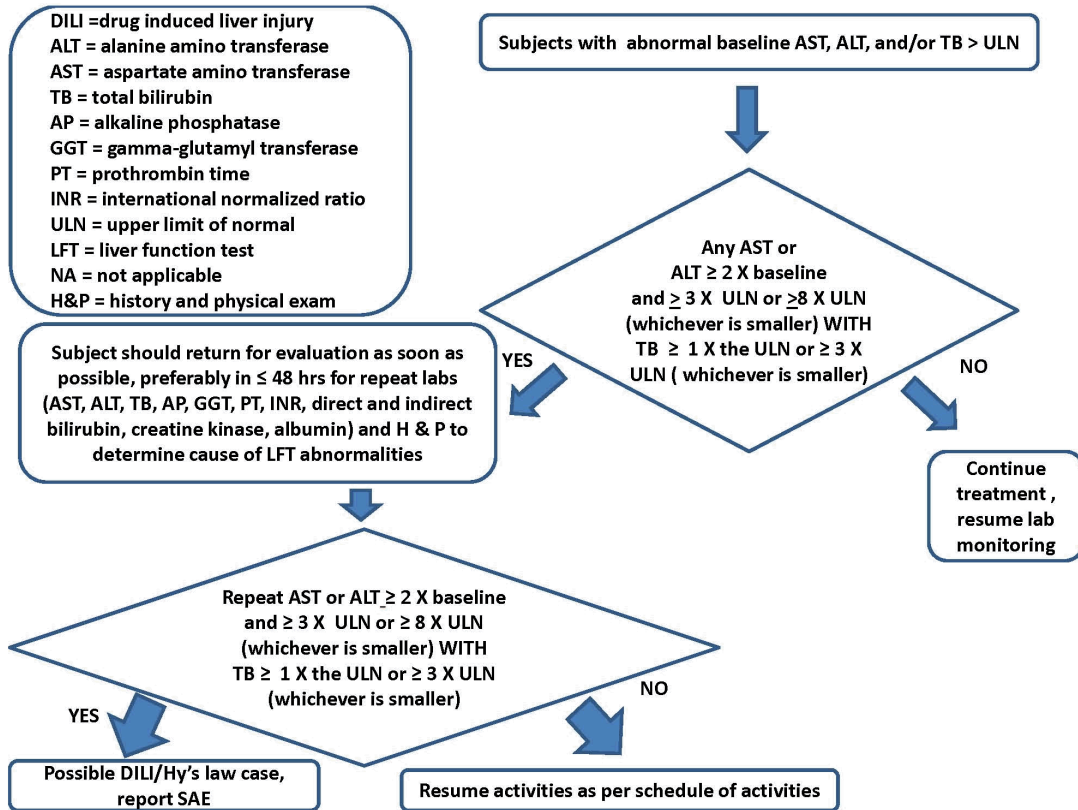 DILI =drug induced liver injury
ALT = alanine amino transferase
AST = aspartate amino transferase
TB = total bilirubin
AP = alkaline phosphatase
GGT = gamma-glutamyl transferase
PT = prothrombin time
INR = international normalized ratio
ULN = upper limit of normal
LFT = liver function test
NA = not applicable
H&P = history and physical exam
Subjects with abnormal baseline AST, ALT, and/or TB > ULN
Any AST or
ALT ≥ 2 X baseline
and ≥ 3 X ULN or ≥8 X ULN
(whichever is smaller) WITH
TB ≥ 1 X the ULN or ≥ 3 X
ULN ( whichever is smaller)
YES
NO
Subject should return for evaluation as soon as
possible, preferably in ≤ 48 hrs for repeat labs
(AST, ALT, TB, AP, GGT, PT, INR, direct and indirect
bilirubin, creatine kinase, albumin) and H & P to
determine cause of LFT abnormalities
Continue
treatment ,
resume lab
monitoring
Repeat AST or ALT ≥ 2 X baseline
and ≥ 3 X ULN or ≥ 8 X ULN
(whichever is smaller) WITH
TB ≥ 1 X the ULN or ≥ 3 X ULN
(whichever is smaller)
YES
NO
Possible DILI/Hy's law case,
report SAE
Resume activities as per schedule of activities